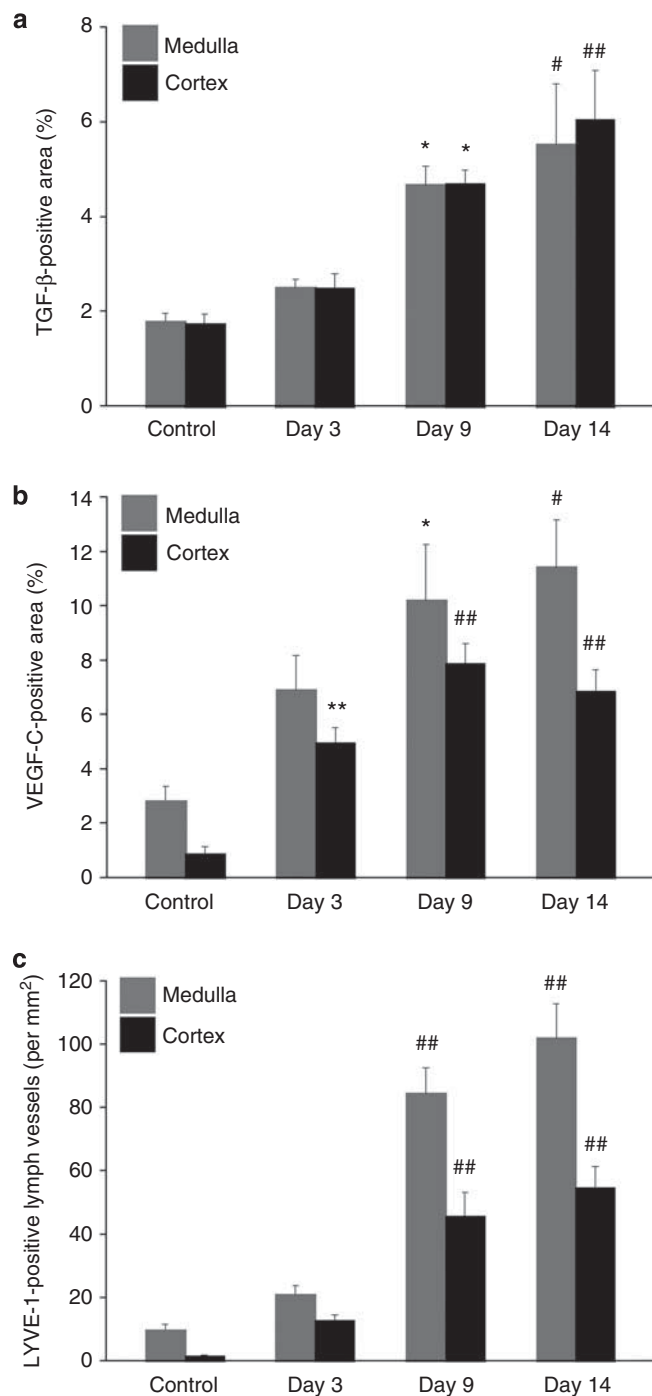 a
8
6
4
2
0
TGF-β-positive area (%)
Medulla
Cortex
* *
# ##
Control Day 3 Day 9 Day 14
b
14
12
10
8
6
4
2
0
VEGF-C-positive area (%)
Medulla
Cortex
**
* ##
# ##
Control Day 3 Day 9 Day 14
c
120
100
80
60
40
20
0
LYVE-1-positive lymph vessels (per mm²)
Medulla
Cortex
## ##
## ##
Control Day 3 Day 9 Day 14